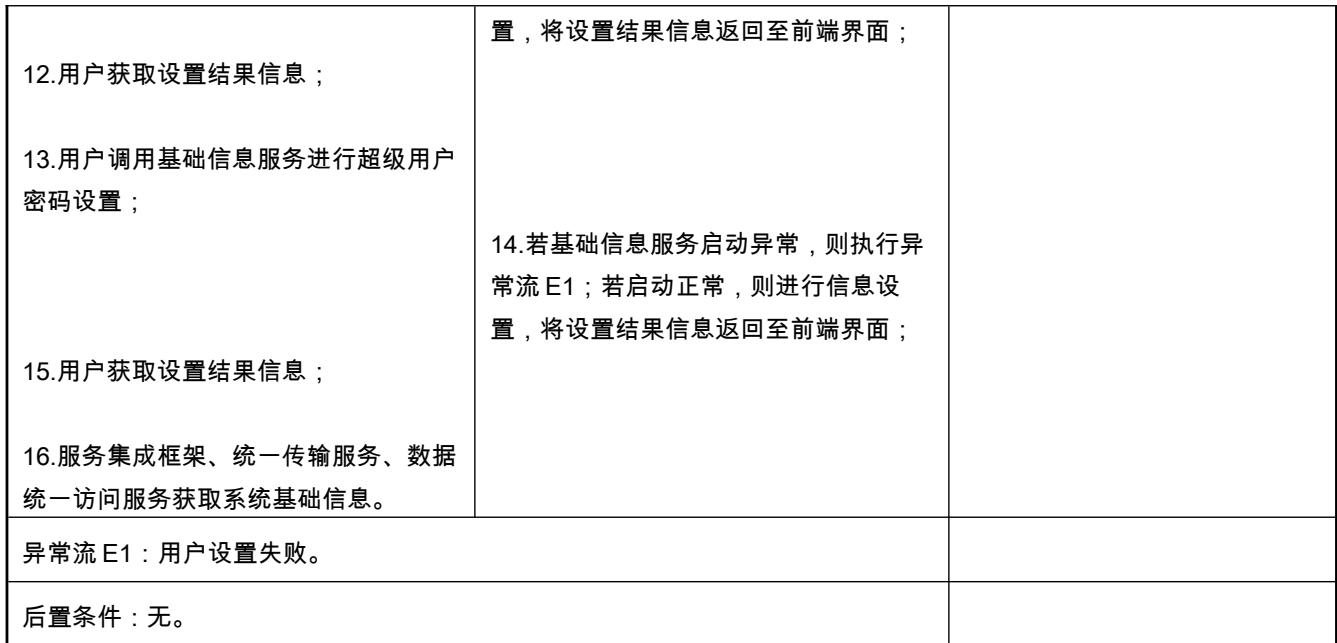 置，将设置结果信息返回至前端界面；
12.用户获取设置结果信息；
13.用户调用基础信息服务进行超级用户
密码设置；
14.若基础信息服务启动异常，则执行异
常流 E1；若启动正常，则进行信息设
置，将设置结果信息返回至前端界面；
15.用户获取设置结果信息；
16.服务集成框架、统一传输服务、数据
统一访问服务获取系统基础信息。
异常流 E1：用户设置失败。
后置条件：无。